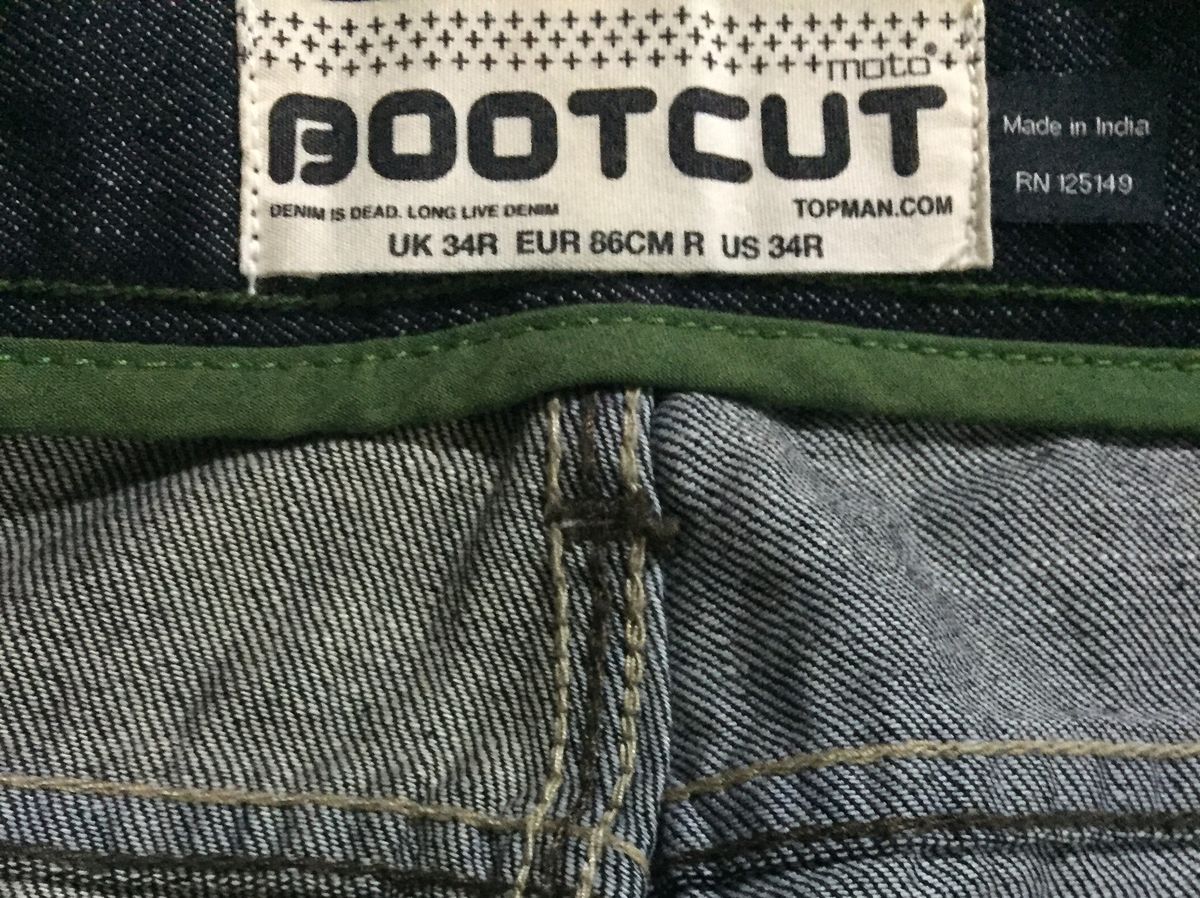 moto®
BOOTCUT
DENIM IS DEAD. LONG LIVE DENIM
TOPMAN.COM
UK 34R EUR 86CM R US 34R
Made in India
RN 125149